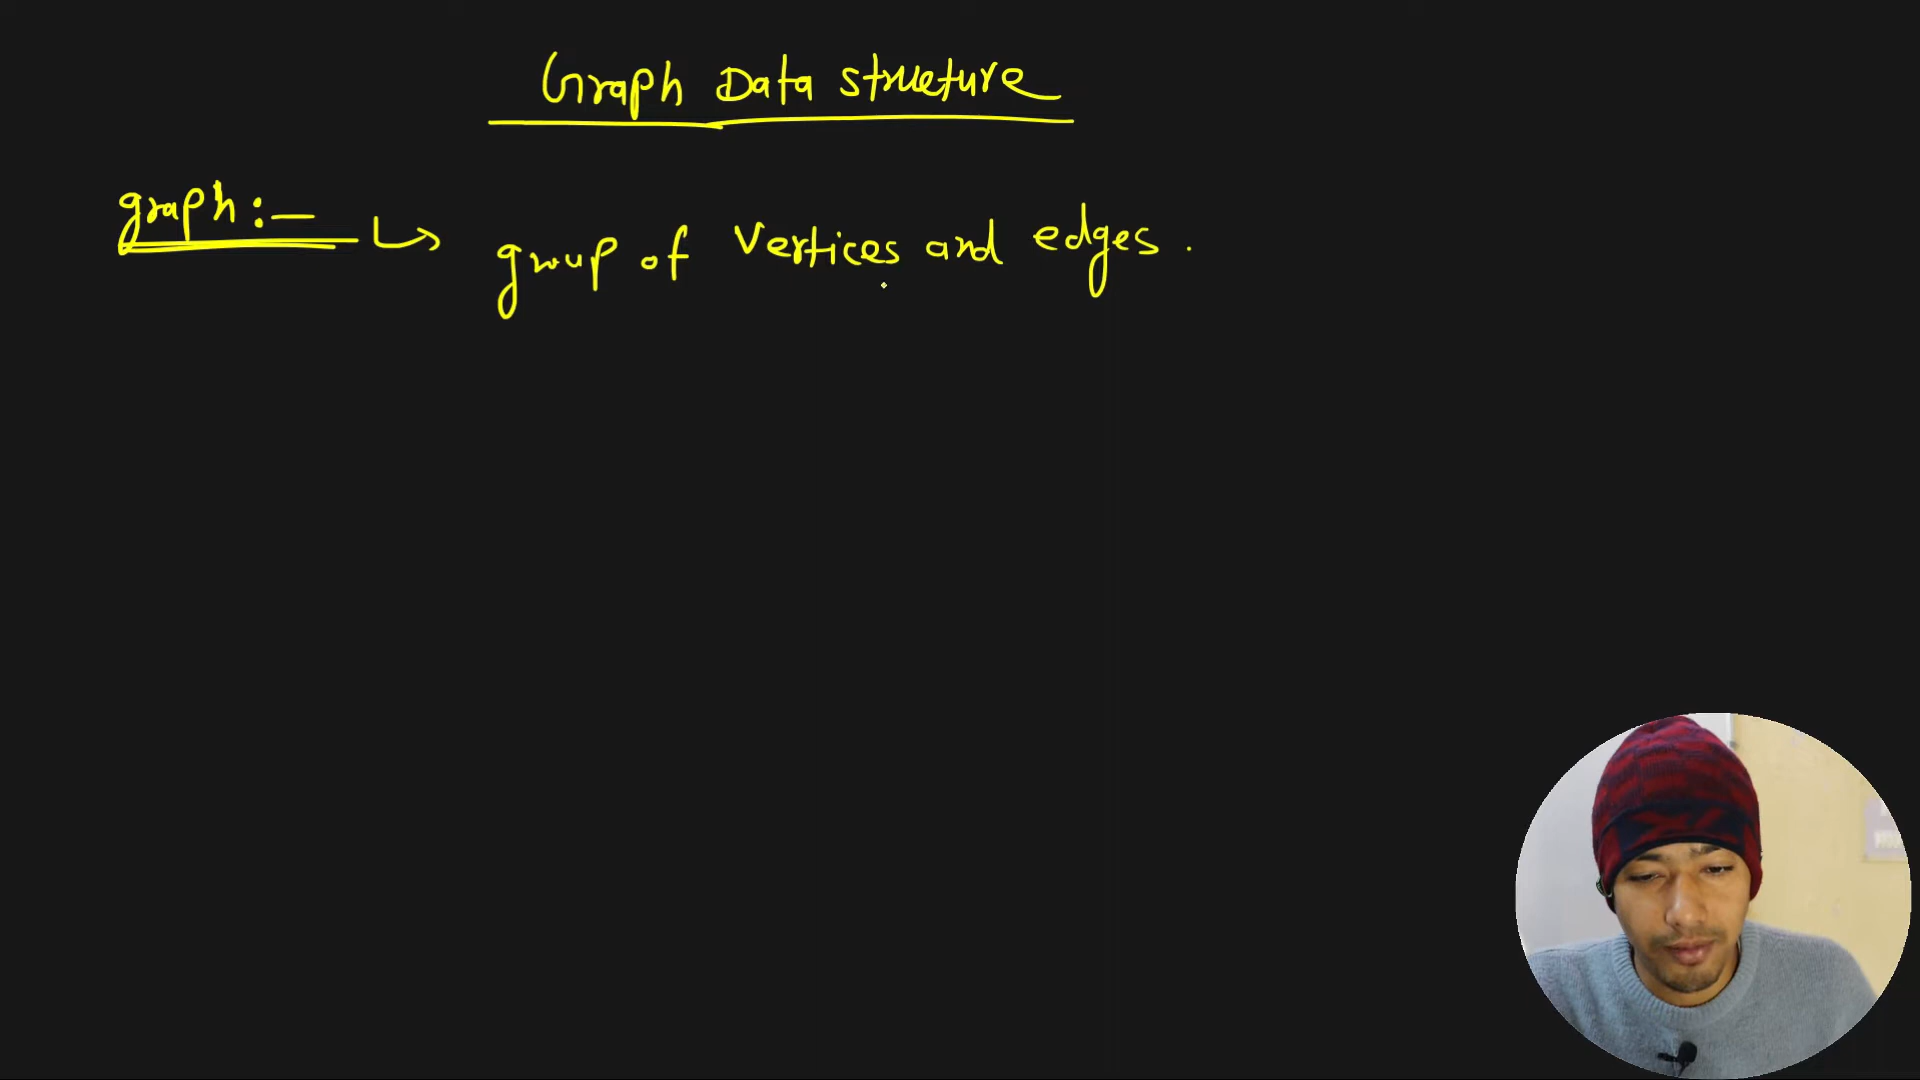 Graph Data structure
graph :— ↳ group of vertices and edges .